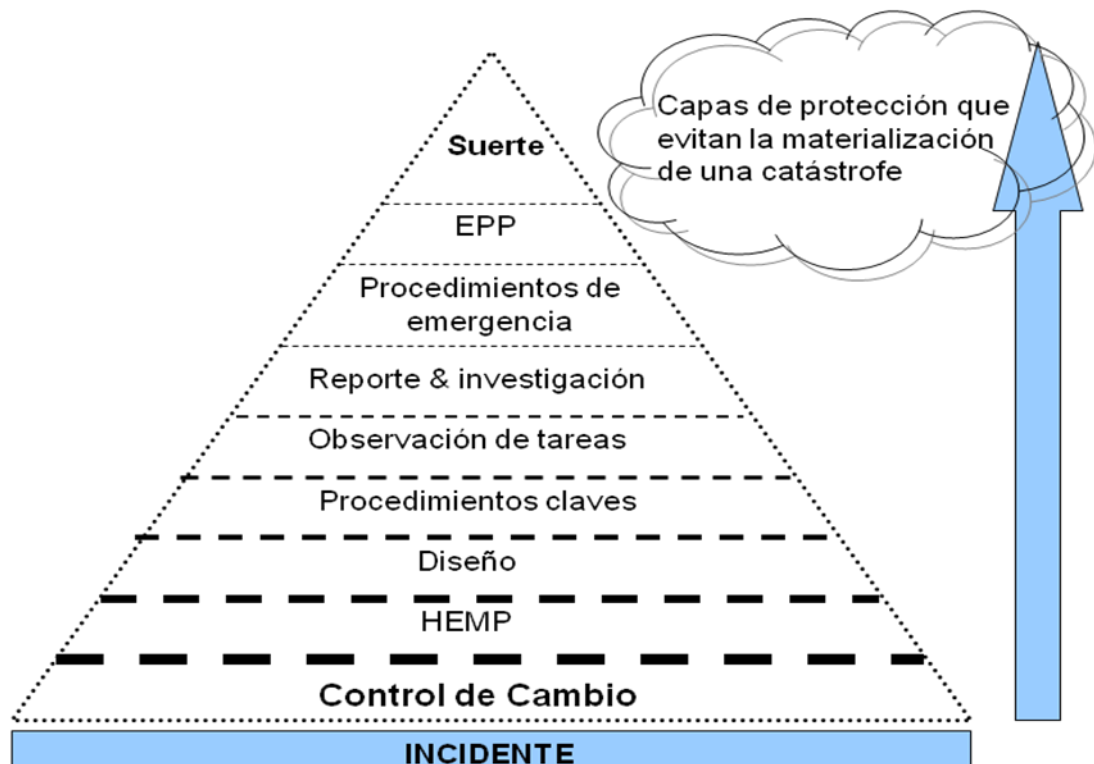 Suerte
Capas de protección que
evitan la materialización
de una catástrofe
EPP
Procedimientos de
emergencia
Reporte & investigación
Observación de tareas
Procedimientos claves
Diseño
HEMP
Control de Cambio
INCIDENTE